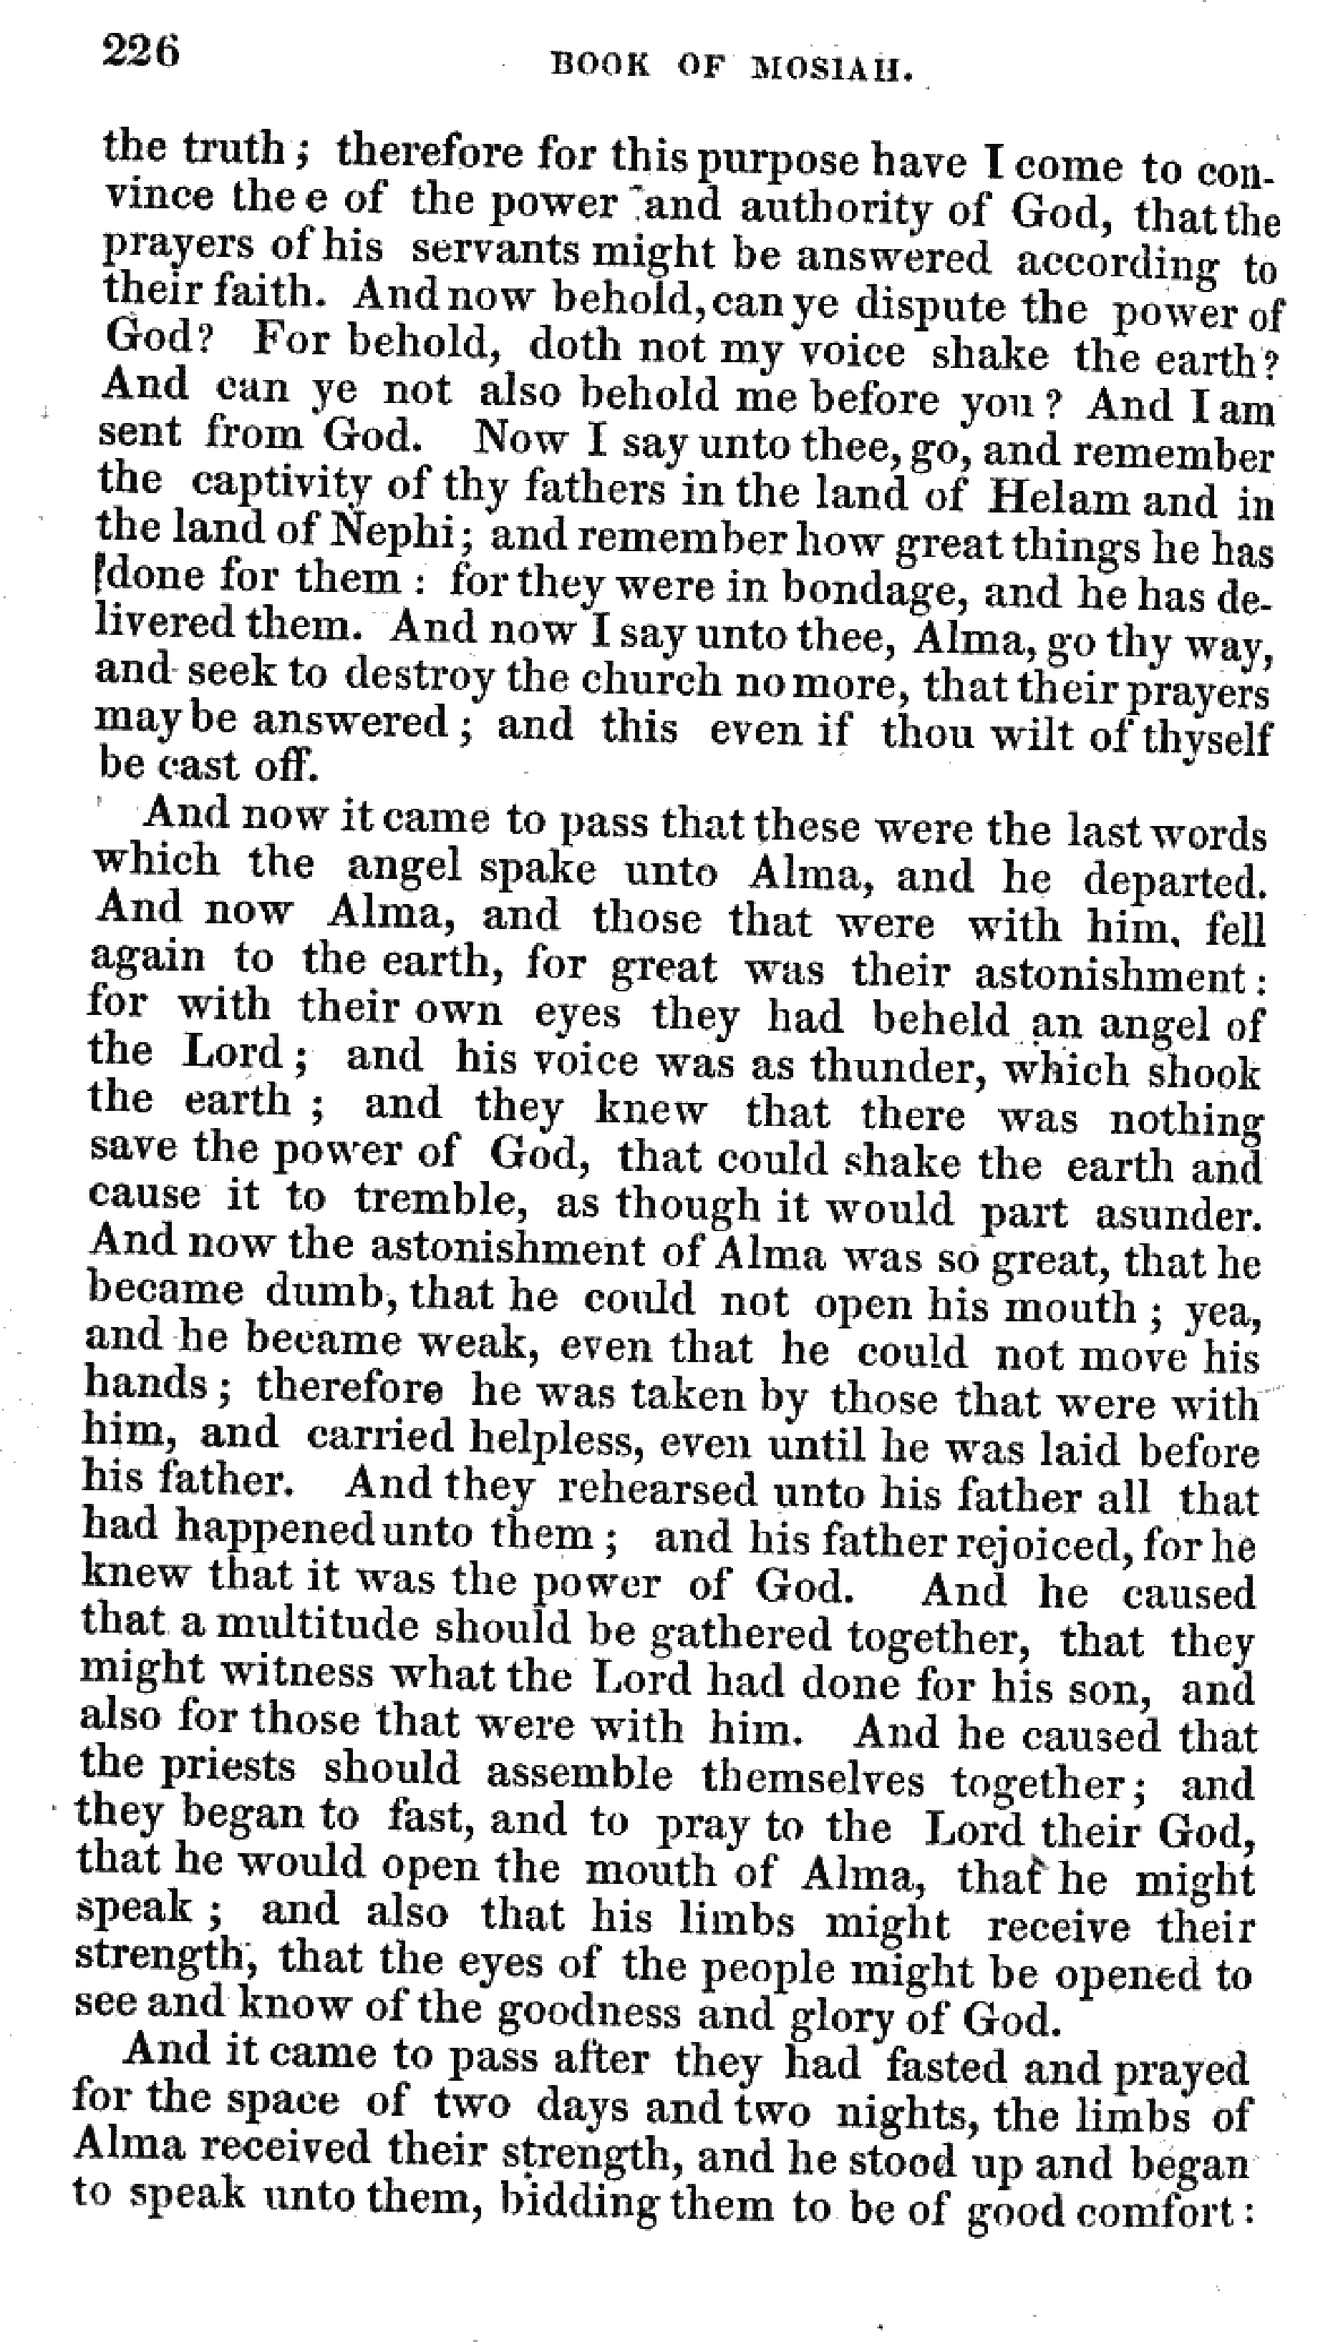 226
BOOK OF MOSIAH.
the truth; therefore for this purpose have I come to con-
vince thee of the power and authority of God, that the
prayers of his servants might be answered according to
their faith. And now behold, can ye dispute the power of
God? For behold, doth not my voice shake the earth?
And can ye not also behold me before you? And I am
sent from God. Now I say unto thee, go, and remember
the captivity of thy fathers in the land of Helam and in
the land of Nephi; and remember how great things he has
done for them: for they were in bondage, and he has de-
livered them. And now I say unto thee, Alma, go thy way,
and seek to destroy the church no more, that their prayers
may be answered; and this even if thou wilt of thyself
be cast off.
And now it came to pass that these were the last words
which the angel spake unto Alma, and he departed.
And now Alma, and those that were with him, fell
again to the earth, for great was their astonishment:
for with their own eyes they had beheld an angel of
the Lord; and his voice was as thunder, which shook
the earth; and they knew that there was nothing
save the power of God, that could shake the earth and
cause it to tremble, as though it would part asunder.
And now the astonishment of Alma was so great, that he
became dumb, that he could not open his mouth; yea,
and he became weak, even that he could not move his
hands; therefore he was taken by those that were with
him, and carried helpless, even until he was laid before
his father. And they rehearsed unto his father all that
had happened unto them; and his father rejoiced, for he
knew that it was the power of God. And he caused
that a multitude should be gathered together, that they
might witness what the Lord had done for his son, and
also for those that were with him. And he caused that
the priests should assemble themselves together; and
they began to fast, and to pray to the Lord their God,
that he would open the mouth of Alma, that he might
speak; and also that his limbs might receive their
strength, that the eyes of the people might be opened to
see and know of the goodness and glory of God.
And it came to pass after they had fasted and prayed
for the space of two days and two nights, the limbs of
Alma received their strength, and he stood up and began
to speak unto them, bidding them to be of good comfort: